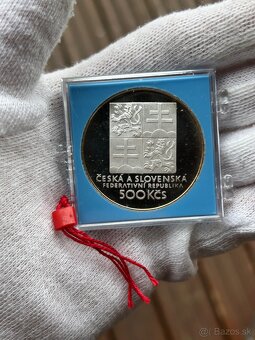 ČESKÁ A SLOVENSKÁ
FEDERATIVNÍ REPUBLIKA
500 Kčs
Bazos.sk